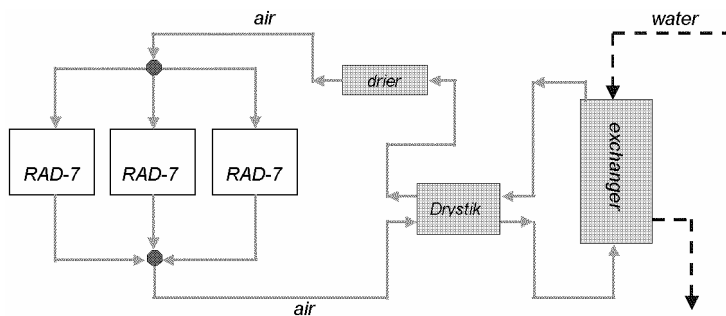 air
water
drier
RAD-7
RAD-7
RAD-7
exchanger
Drystik
air